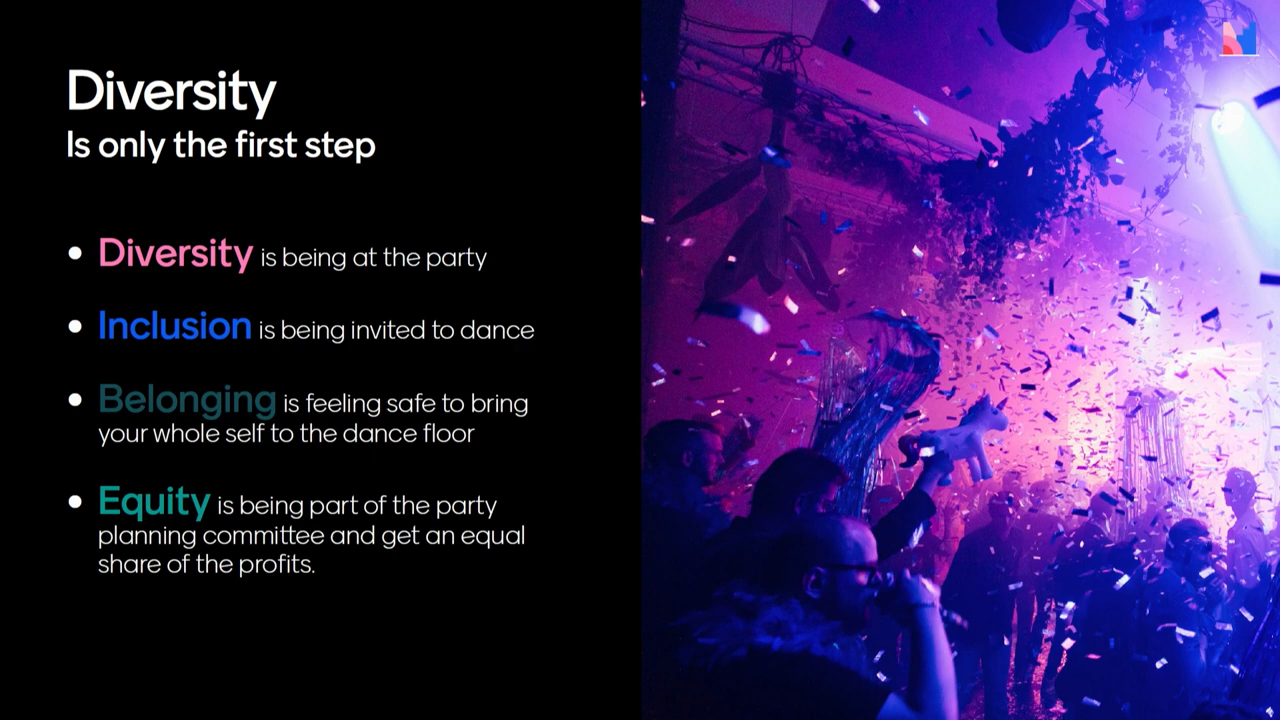 Diversity
Is only the first step
• Diversity is being at the party
• Inclusion is being invited to dance
• Belonging is feeling safe to bring
your whole self to the dance floor
• Equity is being part of the party
planning committee and get an equal
share of the profits.